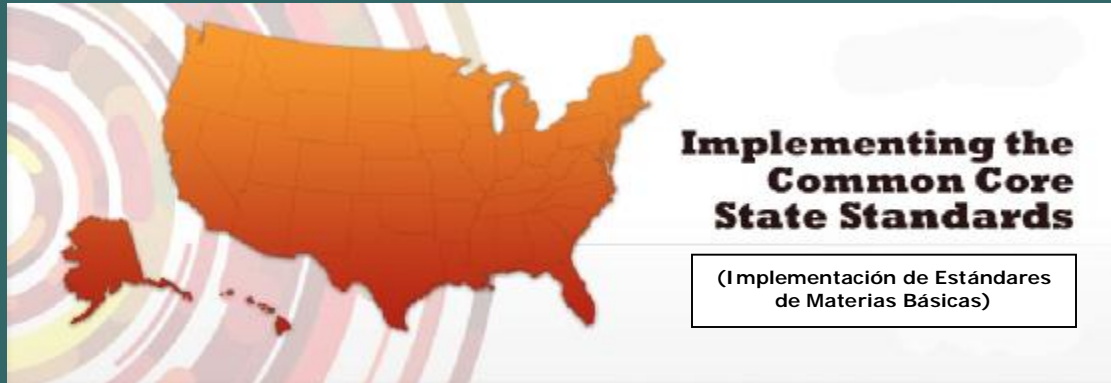 Implementing the
Common Core
State Standards
(Implementación de Estándares
de Materias Básicas)